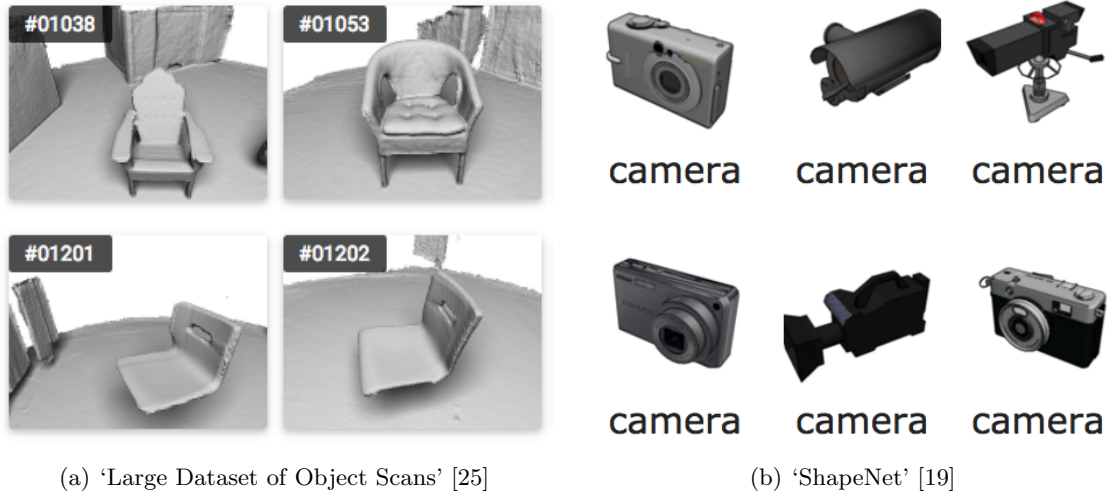 #01038
#01053
camera
camera
camera
#01201
#01202
camera
camera
camera
(a) ‘Large Dataset of Object Scans’ [25]
(b) ‘ShapeNet’ [19]